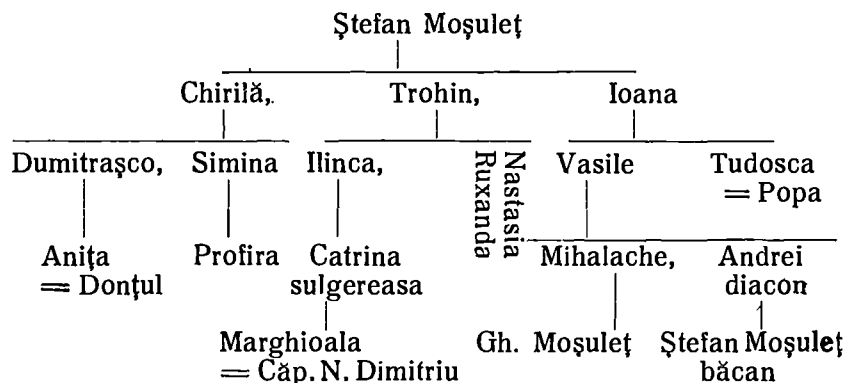 Ștefan Moșuleț
Chirilă, Trohin, Ioana
Dumitrașco, Simina Ilinca, Ruxanda Nastasia Vasile Tudosca
= Popa
Anița Profira Catrina Mihalache, Andrei
= Donțul sulgereasa diacon
Marghioala Gh. Moșuleț Ștefan Moșuleț
= Căp. N. Dimitriu băcan